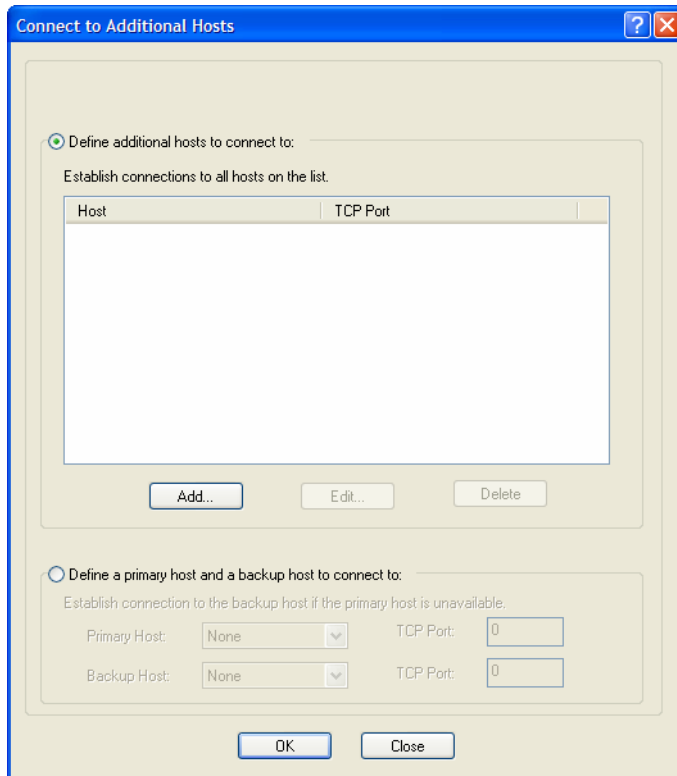 Connect to Additional Hosts
Define additional hosts to connect to:
Establish connections to all hosts on the list.
Host TCP Port
Add... Edit... Delete
Define a primary host and a backup host to connect to:
Establish connection to the backup host if the primary host is unavailable.
Primary Host: None TCP Port: 0
Backup Host: None TCP Port: 0
OK Close